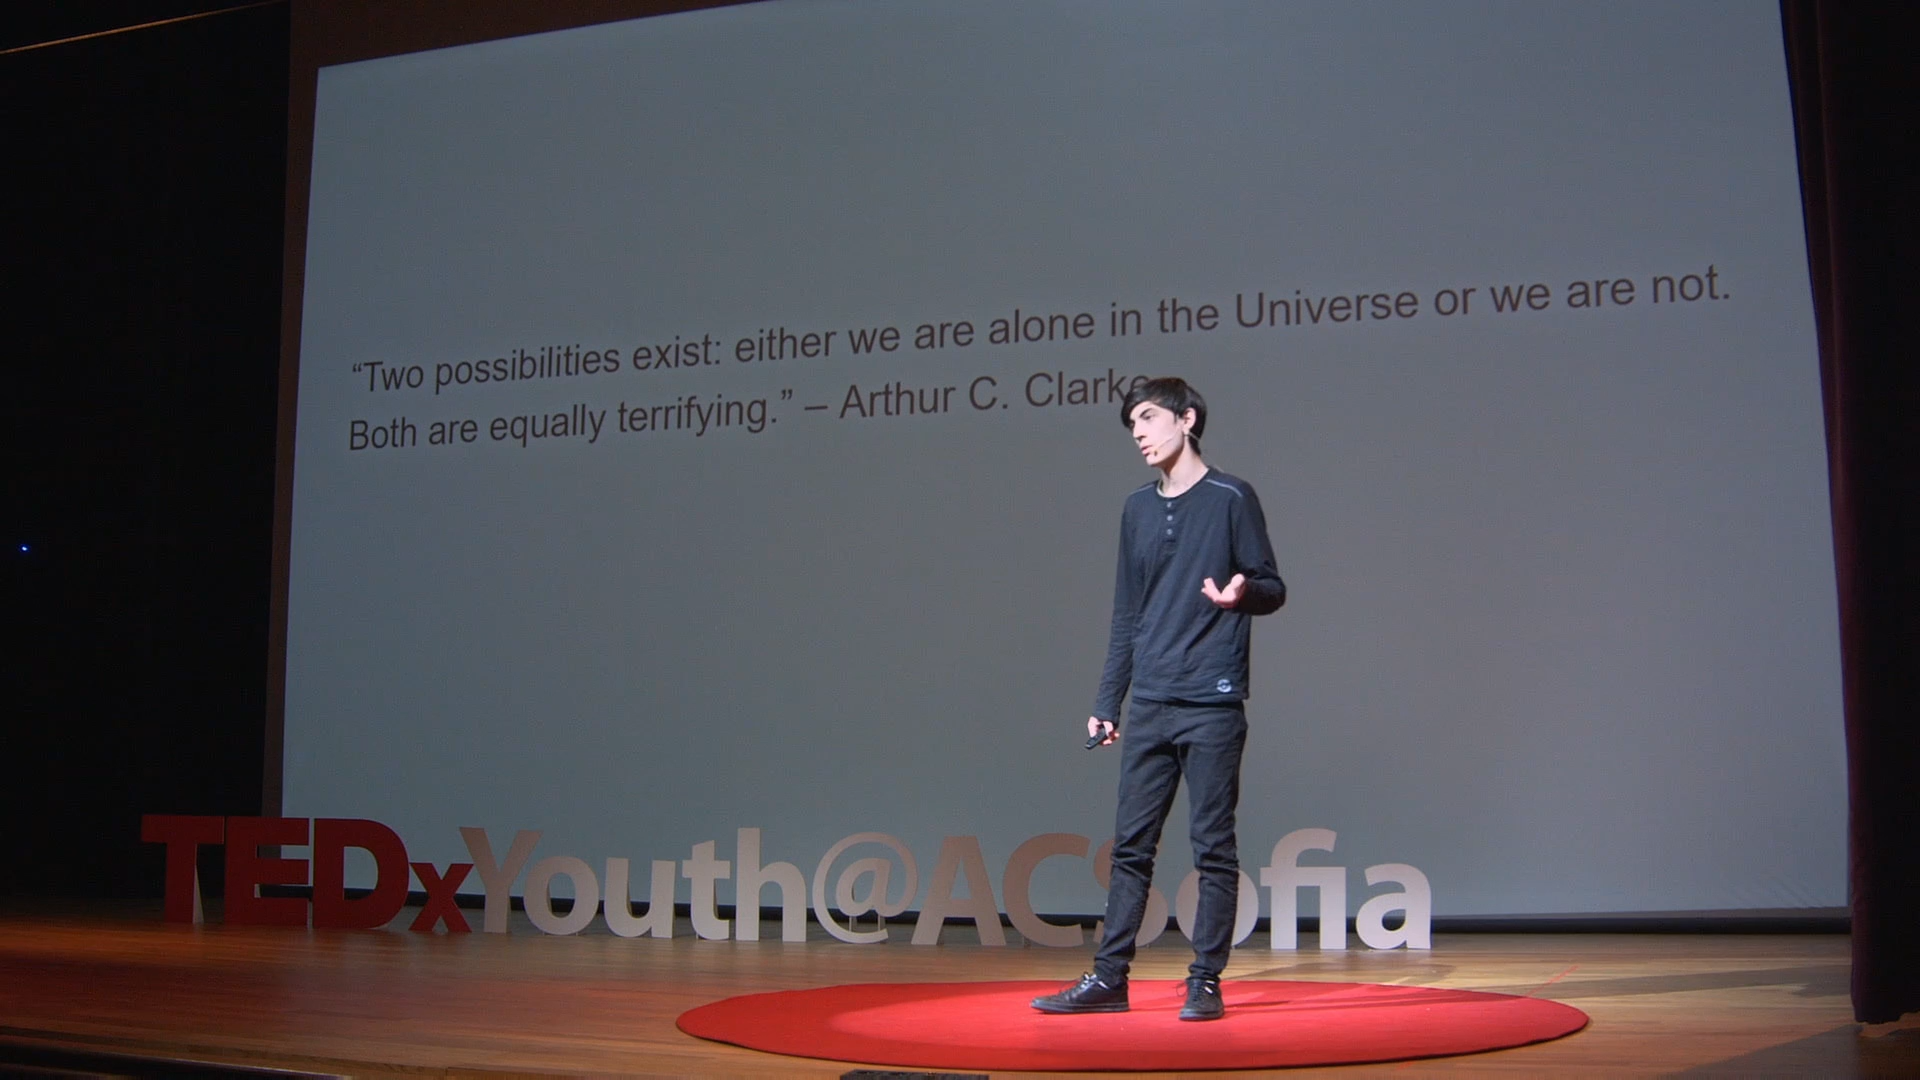 “Two possibilities exist: either we are alone in the Universe or we are not.
Both are equally terrifying.” – Arthur C. Clarke
TEDxYouth@ACSofia